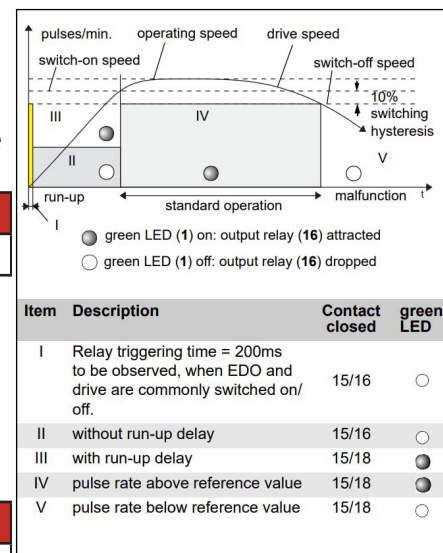 pulses/min. operating speed drive speed
switch-on speed switch-off speed
10%
switching
hysteresis
III IV
II V
run-up standard operation malfunction t
I
green LED (1) on: output relay (16) attracted
green LED (1) off: output relay (16) dropped
Item Description Contact closed green LED
I Relay triggering time = 200ms
to be observed, when EDO and
drive are commonly switched on/
off. 15/16
II without run-up delay 15/16
III with run-up delay 15/18
IV pulse rate above reference value 15/18
V pulse rate below reference value 15/18